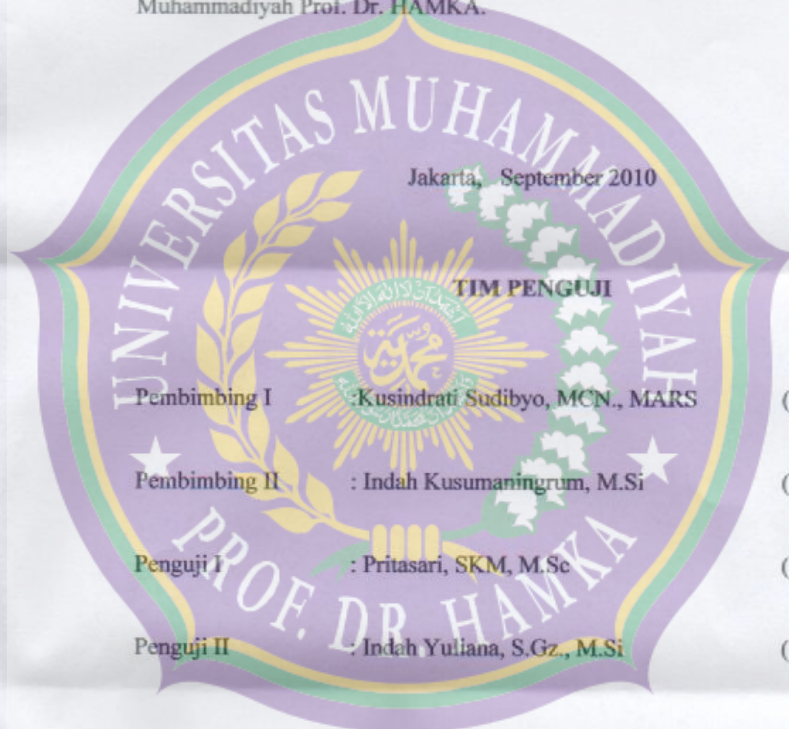 Muhammadiyah Prof. Dr. HAMKA.
UNIVERSITAS MUHAMMADIYAH
Jakarta, September 2010
TIM PENGUJI
محمدية
Pembimbing I :Kusindrati Sudibyo, MCN., MARS (
Pembimbing II : Indah Kusumaningrum, M.Si (
Penguji I : Pritasari, SKM, M.Sc (
Penguji II : Indah Yuliana, S.Gz., M.Si (
PROF. DR. HAMKA